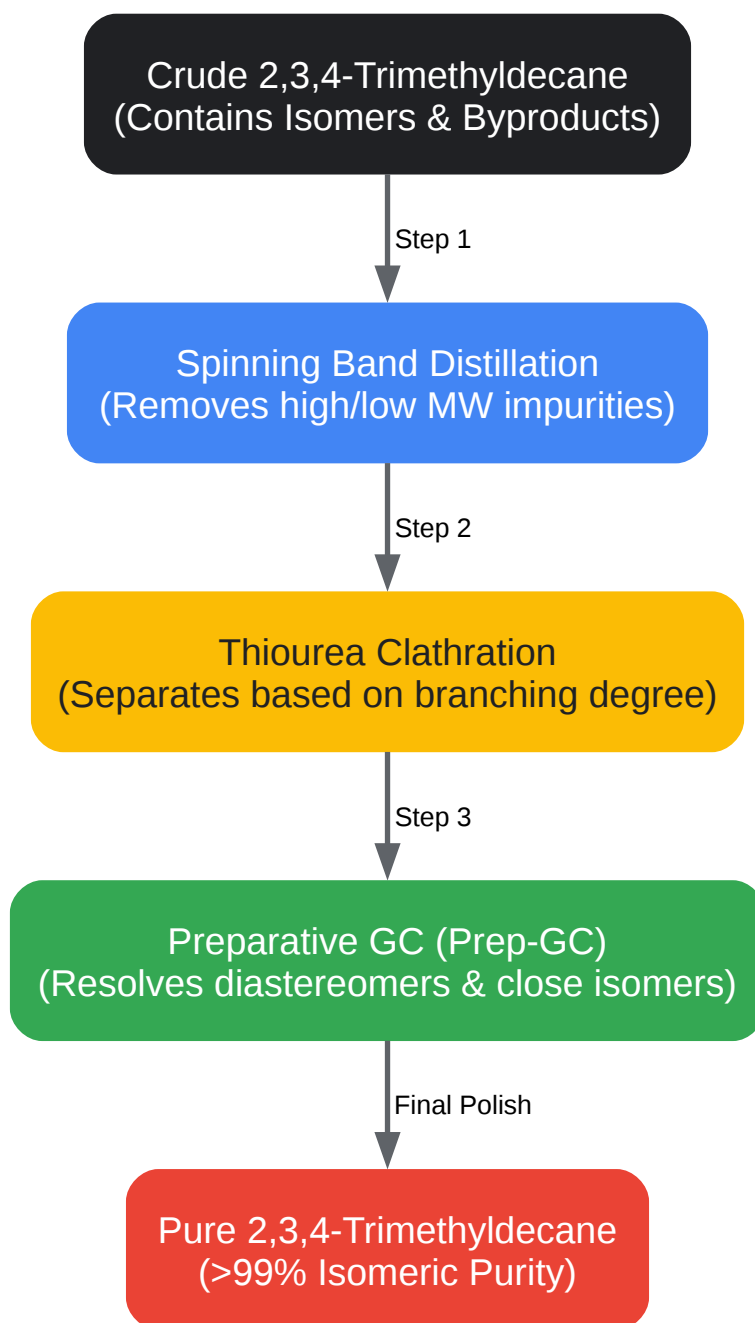 Crude 2,3,4-Trimethyldecane
(Contains Isomers & Byproducts)
Step 1
Spinning Band Distillation
(Removes high/low MW impurities)
Step 2
Thiourea Clathration
(Separates based on branching degree)
Step 3
Preparative GC (Prep-GC)
(Resolves diastereomers & close isomers)
Final Polish
Pure 2,3,4-Trimethyldecane
(>99% Isomeric Purity)